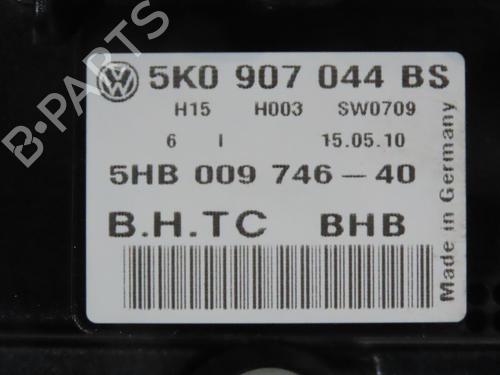 VW 5K0 907 044 BS
H15 H003 SW0709
6 I 15.05.10
5HB 009 746-40
B.H.TC BHB
Made in Germany
B-PARTS